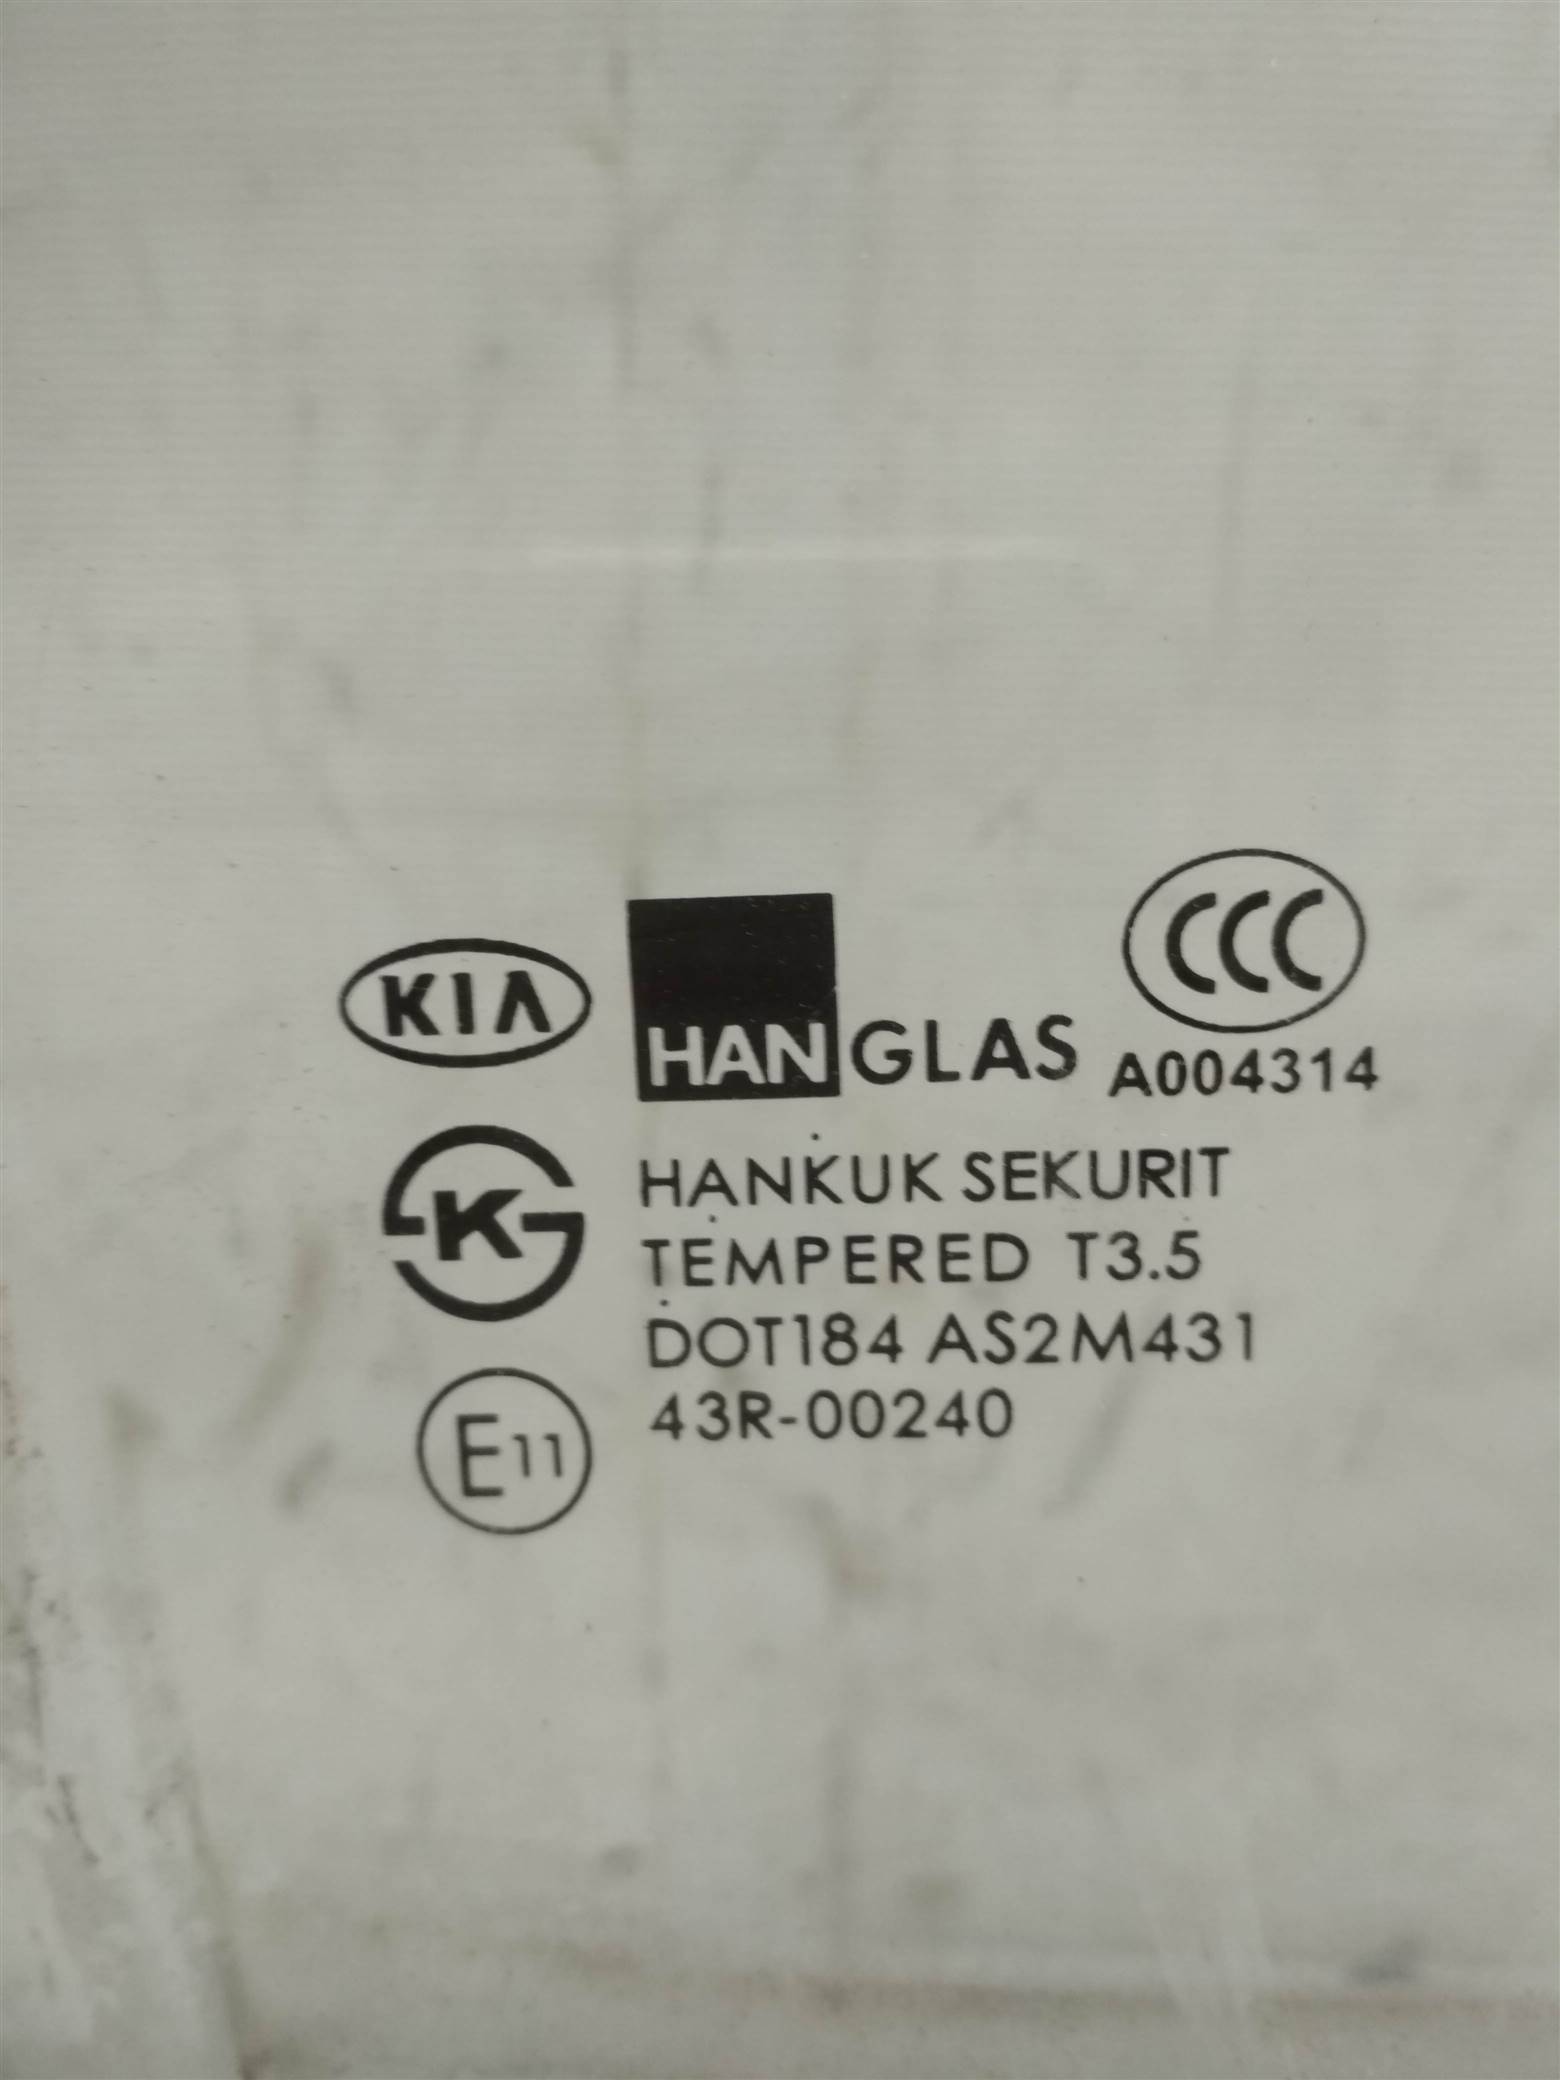 KIA
HANGLAS
CCC
A004314
K
HANKUK SEKURIT
TEMPERED T3.5
DOT184 AS2M431
43R-00240
E11